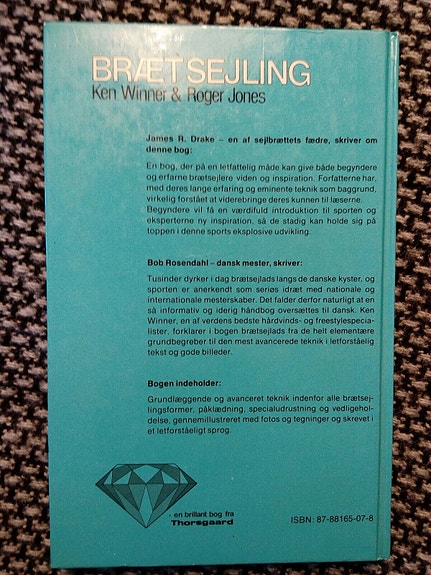 BRÆTSEJLING
Ken Winner & Roger Jones
James R. Drake – en af sejlbrættets fædre, skriver om
denne bog:
En bog, der på en letfattelig måde kan give både begyndere
og erfarne brætsejlere viden og inspiration. Forfatterne har,
med deres lange erfaring og eminente teknik som baggrund,
virkelig forstået at viderebringe deres kunnen til læserne.
Begyndere vil få en værdifuld introduktion til sporten og
eksperterne ny inspiration, så de stadig kan holde sig på
toppen i denne sports eksplosive udvikling.
Bob Rosendahl – dansk mester, skriver:
Tusinder dyrker i dag brætsejlads langs de danske kyster, og
sporten er anerkendt som seriøs idræt med nationale og
internationale mesterskaber. Det falder derfor naturligt at en
så informativ og iderig håndbog oversættes til dansk. Ken
Winner, en af verdens bedste hårdvinds- og freestylespecia-
lister, forklarer i bogen brætsejlads fra de helt elementære
grundbegreber til den mest avancerede teknik i letforståelig
tekst og gode billeder.
Bogen indeholder:
Grundlæggende og avanceret teknik indenfor alle brætsej-
lingsformer, påklædning, specialudrustning og vedligehol-
delse, gennemillustreret med fotos og tegninger og skrevet i
et letforståeligt sprog.
- en brillant bog fra
Thorsgaard
ISBN: 87-88165-07-8